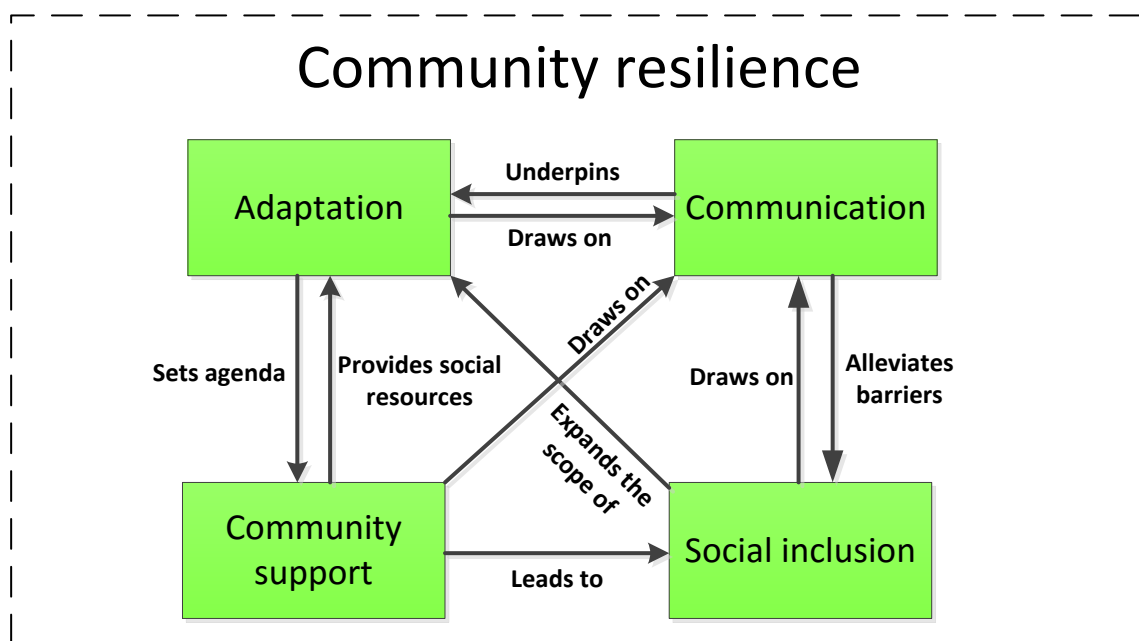 Community resilience
Underpins
Adaptation
Communication
Draws on
Draws on
Sets agenda
Provides social
resources
Draws on
Alleviates
barriers
Expands the
scope of
Community
support
Social inclusion
Leads to